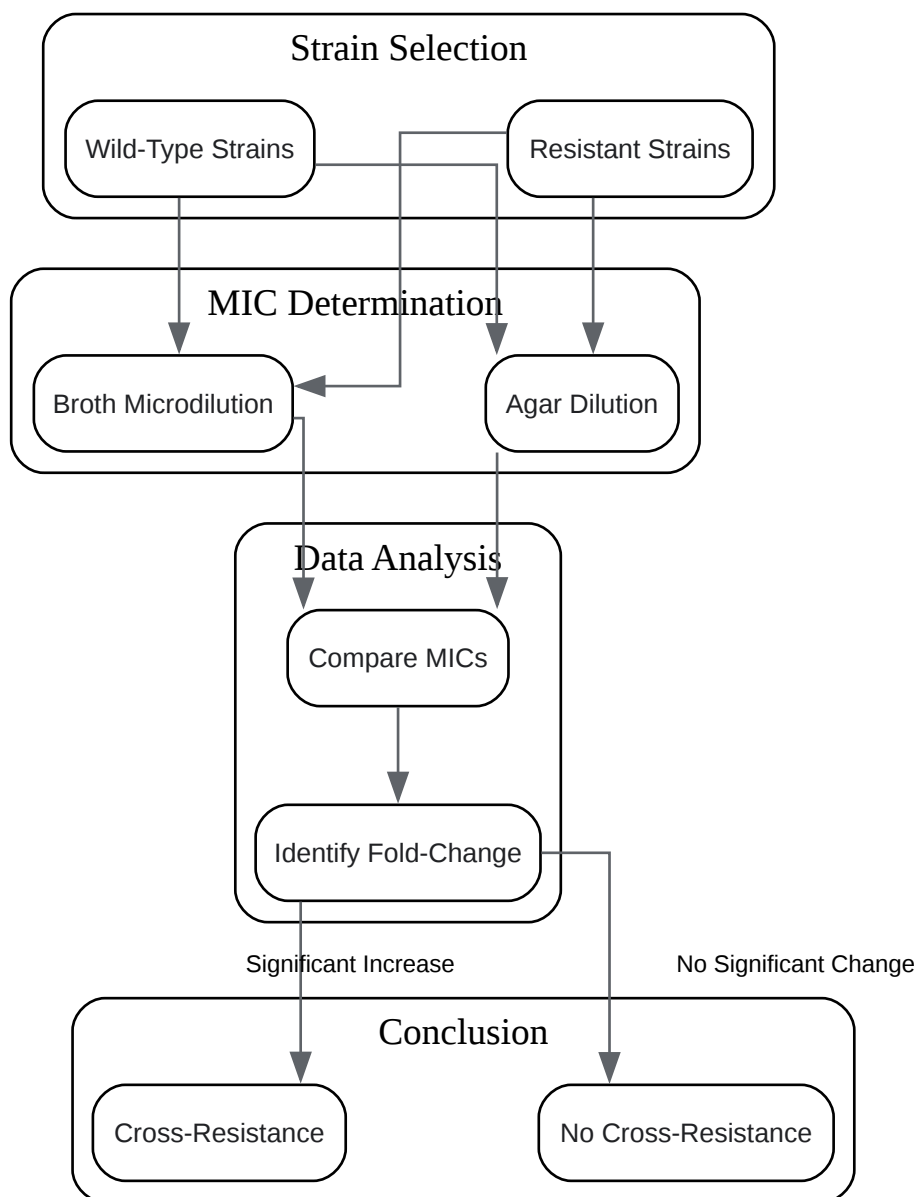 Strain Selection
Wild-Type Strains
Resistant Strains
MIC Determination
Broth Microdilution
Agar Dilution
Data Analysis
Compare MICs
Identify Fold-Change
Significant Increase
No Significant Change
Conclusion
Cross-Resistance
No Cross-Resistance